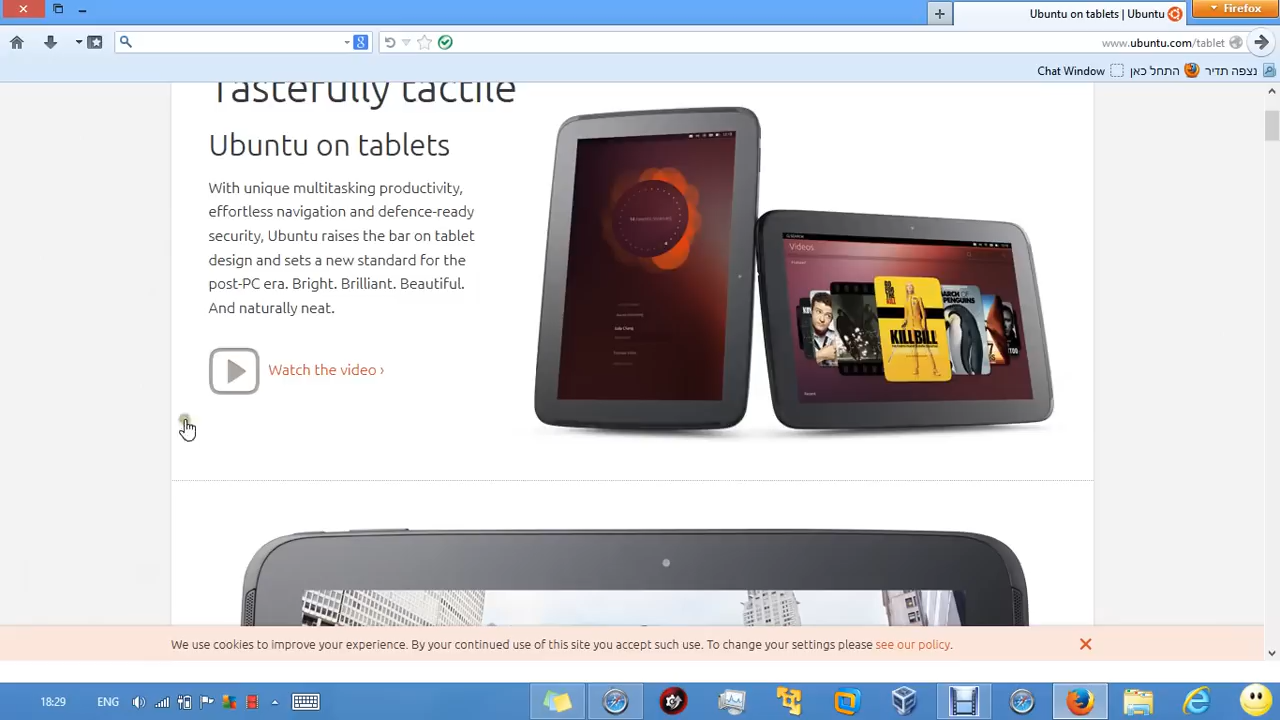 Ubuntu on tablets | Ubuntu
Firefox
www.ubuntu.com/tablet
Chat Window
התחל כאן
נצפה תדיר
Tastefully tactile
Ubuntu on tablets
With unique multitasking productivity,
effortless navigation and defence-ready
security, Ubuntu raises the bar on tablet
design and sets a new standard for the
post-PC era. Bright. Brilliant. Beautiful.
And naturally neat.
Watch the video ›
Videos
KILL BILL
We use cookies to improve your experience. By your continued use of this site you accept such use. To change your settings please see our policy.
18:29
ENG